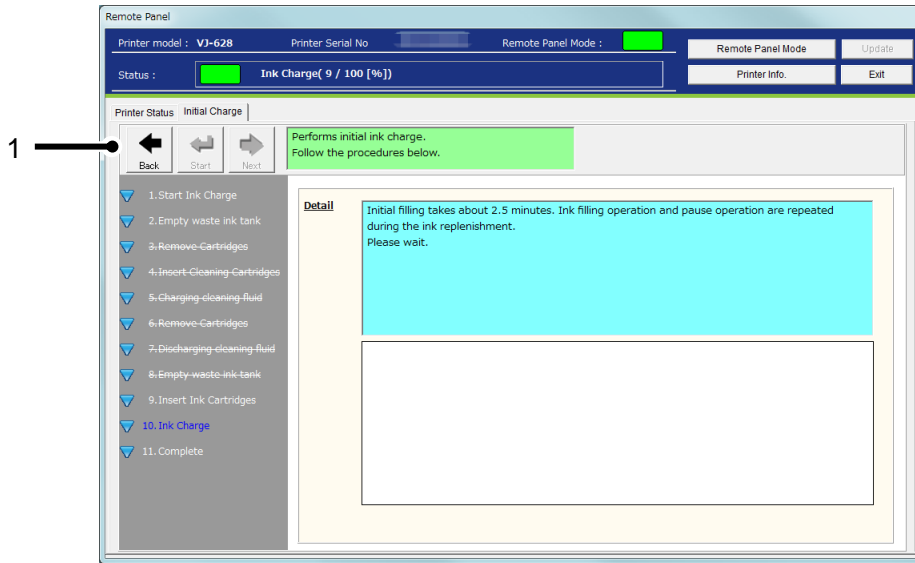 Remote Panel
Printer model : VJ-628 Printer Serial No Remote Panel Mode :
Remote Panel Mode Update
Status : Ink Charge( 9 / 100 [%])
Printer Info. Exit
Printer Status Initial Charge
1
Back Start Next
Performs initial ink charge.
Follow the procedures below.
1.Start Ink Charge
2.Empty waste ink tank
3.Remove Cartridges
4.Insert Cleaning Cartridges
5.Charging cleaning fluid
6.Remove Cartridges
7.Discharging cleaning fluid
8.Empty waste ink tank
9.Insert Ink Cartridges
10.Ink Charge
11.Complete
Detail
Initial filling takes about 2.5 minutes. Ink filling operation and pause operation are repeated
during the ink replenishment.
Please wait.